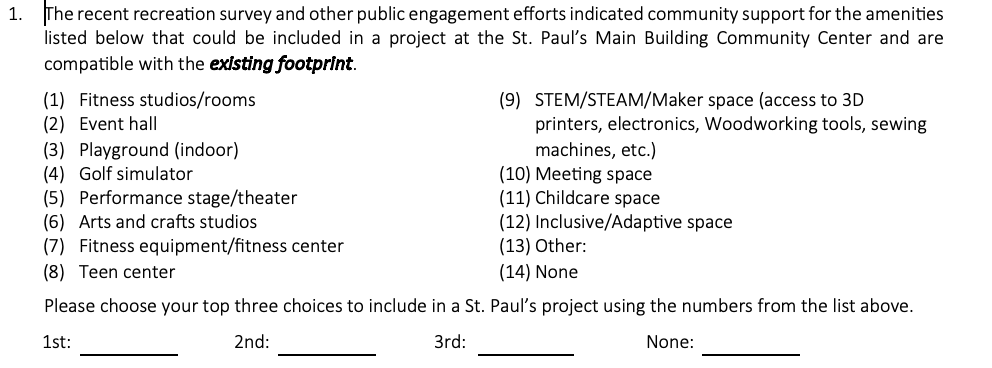 1. The recent recreation survey and other public engagement efforts indicated community support for the amenities
listed below that could be included in a project at the St. Paul's Main Building Community Center and are
compatible with the existing footprint.
(1) Fitness studios/rooms
(2) Event hall
(3) Playground (indoor)
(4) Golf simulator
(5) Performance stage/theater
(6) Arts and crafts studios
(7) Fitness equipment/fitness center
(8) Teen center
(9) STEM/STEAM/Maker space (access to 3D
printers, electronics, Woodworking tools, sewing
machines, etc.)
(10) Meeting space
(11) Childcare space
(12) Inclusive/Adaptive space
(13) Other:
(14) None
Please choose your top three choices to include in a St. Paul's project using the numbers from the list above.
1st: 2nd: 3rd: None: